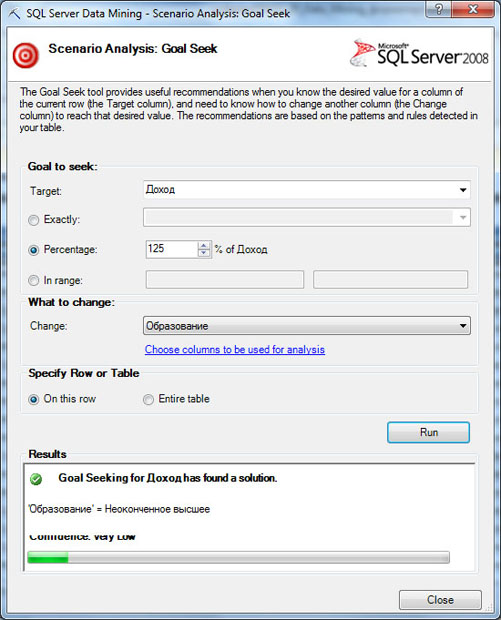 SQL Server Data Mining - Scenario Analysis: Goal Seek
Scenario Analysis: Goal Seek
Microsoft
SQL Server 2008
The Goal Seek tool provides useful recommendations when you know the desired value for a column of
the current row (the Target column), and need to know how to change another column (the Change
column) to reach that desired value. The recommendations are based on the patterns and rules detected in
your table.
Goal to seek:
Target: Доход
Exactly:
Percentage: 125 % of Доход
In range:
What to change:
Change: Образование
Choose columns to be used for analysis
Specify Row or Table
On this row Entire table
Run
Results
Goal Seeking for Доход has found a solution.
'Образование' = Неоконченное высшее
Confidence: Very Low
Close